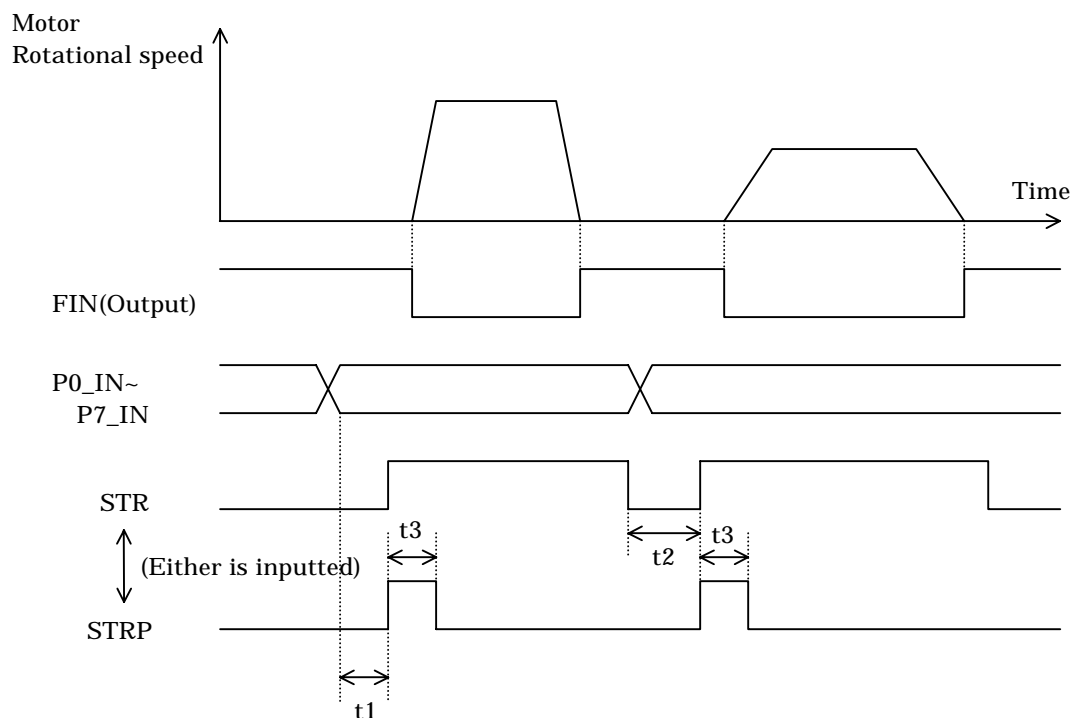 Motor
Rotational speed
Time
FIN(Output)
P0_IN~
P7_IN
STR
t3
t3
t2
(Either is inputted)
STRP
t1